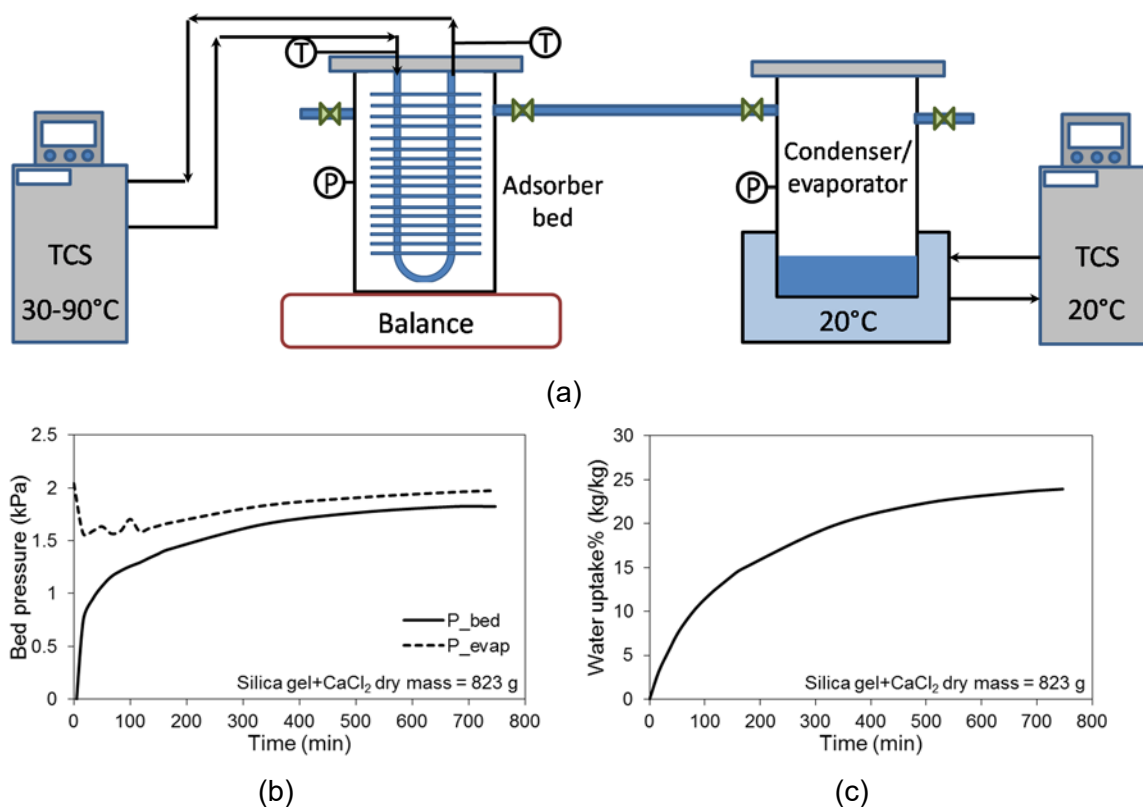 T
T
P
Adsorber
bed
TCS
30-90°C
Balance
Condenser/
evaporator
P
20°C
TCS
20°C
(a)
2.5
2
1.5
1
0.5
0
Bed pressure (kPa)
P_bed
P_evap
Silica gel+CaCl₂ dry mass = 823 g
0 100 200 300 400 500 600 700 800
Time (min)
(b)
30
25
20
15
10
5
0
Water uptake% (kg/kg)
Silica gel+CaCl₂ dry mass = 823 g
0 100 200 300 400 500 600 700 800
Time (min)
(c)